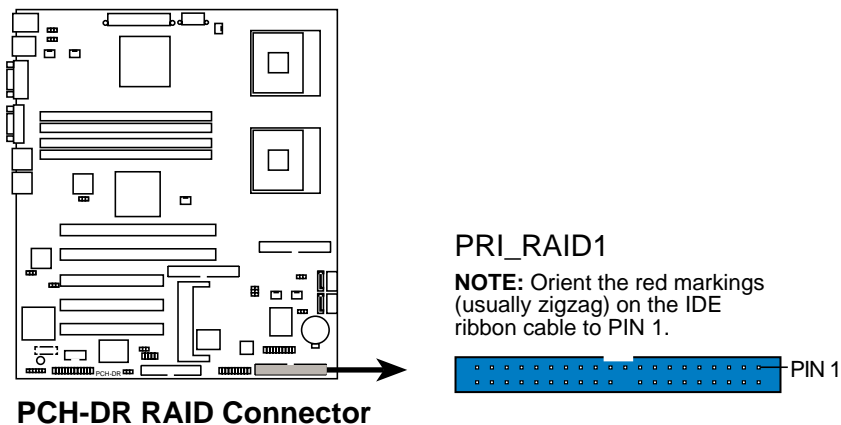 PRI_RAID1
NOTE: Orient the red markings
(usually zigzag) on the IDE
ribbon cable to PIN 1.
PIN 1
PCH-DR
PCH-DR RAID Connector